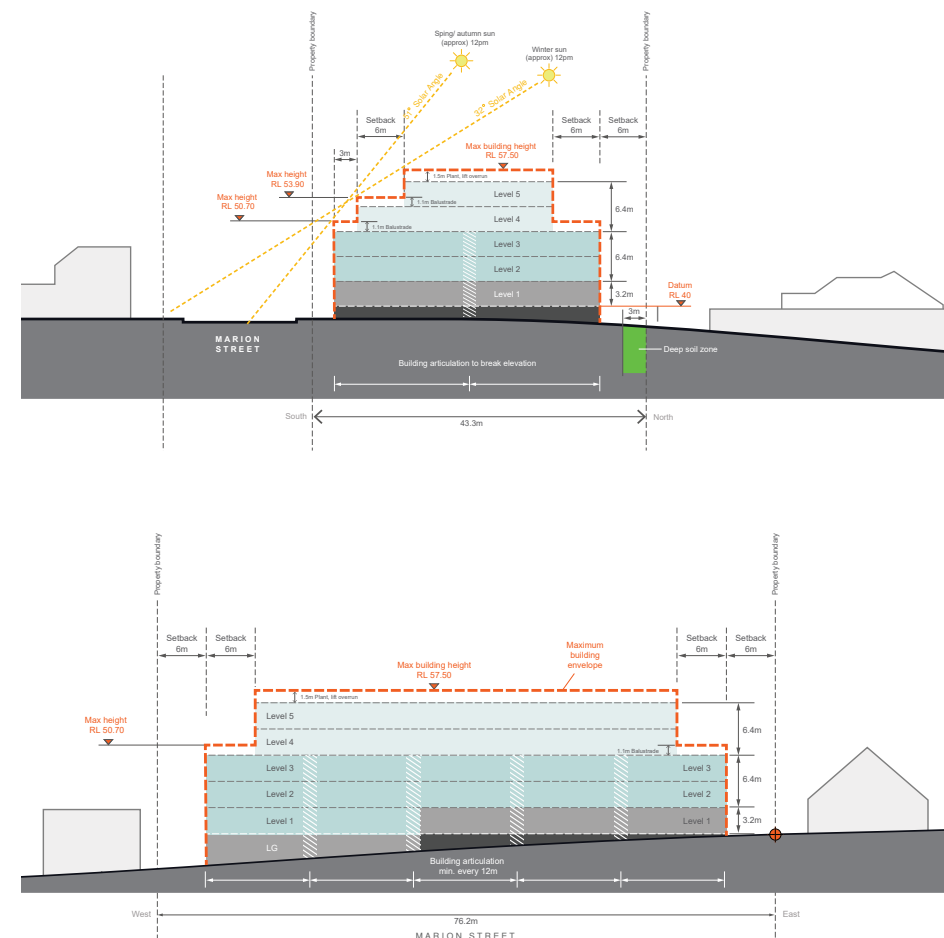 Property boundary
Property boundary
Sping/ autumn sun
(approx) 12pm
Winter sun
(approx) 12pm
51° Solar Angle
32° Solar Angle
Setback
6m
Setback
6m
Setback
6m
3m
Max building height
RL 57.50
Max height
RL 53.90
Max height
RL 50.70
1.5m Plant, lift overrun
1.1m Balustrade
1.1m Balustrade
Level 5
Level 4
Level 3
Level 2
Level 1
6.4m
6.4m
3.2m
Datum
RL 40
3m
MARION
STREET
Deep soil zone
Building articulation to break elevation
South
North
43.3m
Property boundary
Property boundary
Setback
6m
Setback
6m
Setback
6m
Setback
6m
Max building height
RL 57.50
Maximum
building
envelope
Max height
RL 50.70
1.5m Plant, lift overrun
Level 5
Level 4
1.1m Balustrade
Level 3
Level 3
Level 2
Level 2
Level 1
Level 1
LG
6.4m
6.4m
3.2m
Building articulation
min. every 12m
West
East
76.2m
MARION STREET